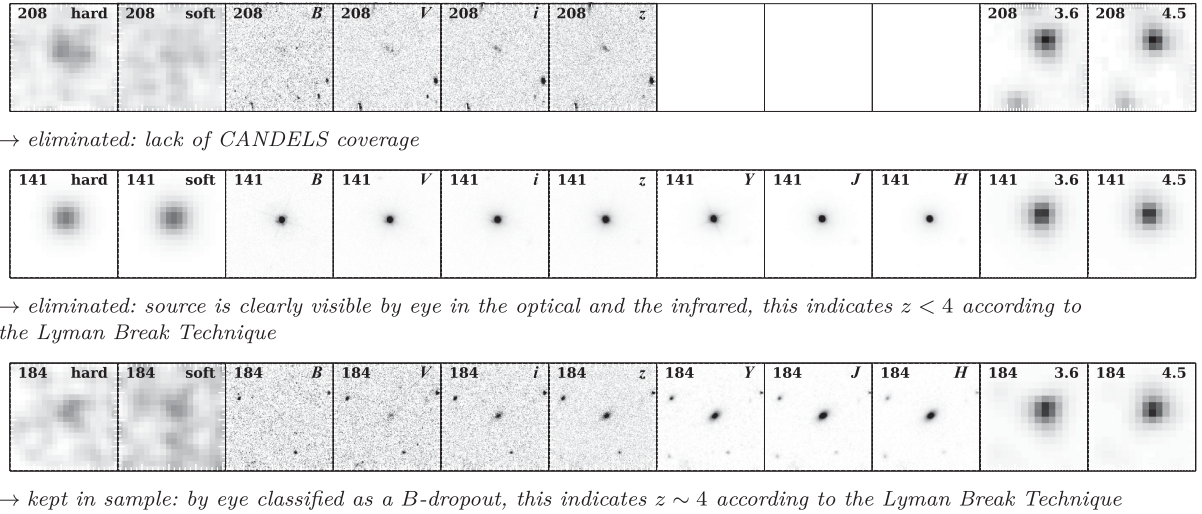 208 hard 208 soft 208 B 208 V 208 i 208 z 208 3.6 208 4.5
→ eliminated: lack of CANDELS coverage
141 hard 141 soft 141 B 141 V 141 i 141 z 141 Y 141 J 141 H 141 3.6 141 4.5
→ eliminated: source is clearly visible by eye in the optical and the infrared, this indicates z < 4 according to
the Lyman Break Technique
184 hard 184 soft 184 B 184 V 184 i 184 z 184 Y 184 J 184 H 184 3.6 184 4.5
→ kept in sample: by eye classified as a B-dropout, this indicates z ∼ 4 according to the Lyman Break Technique